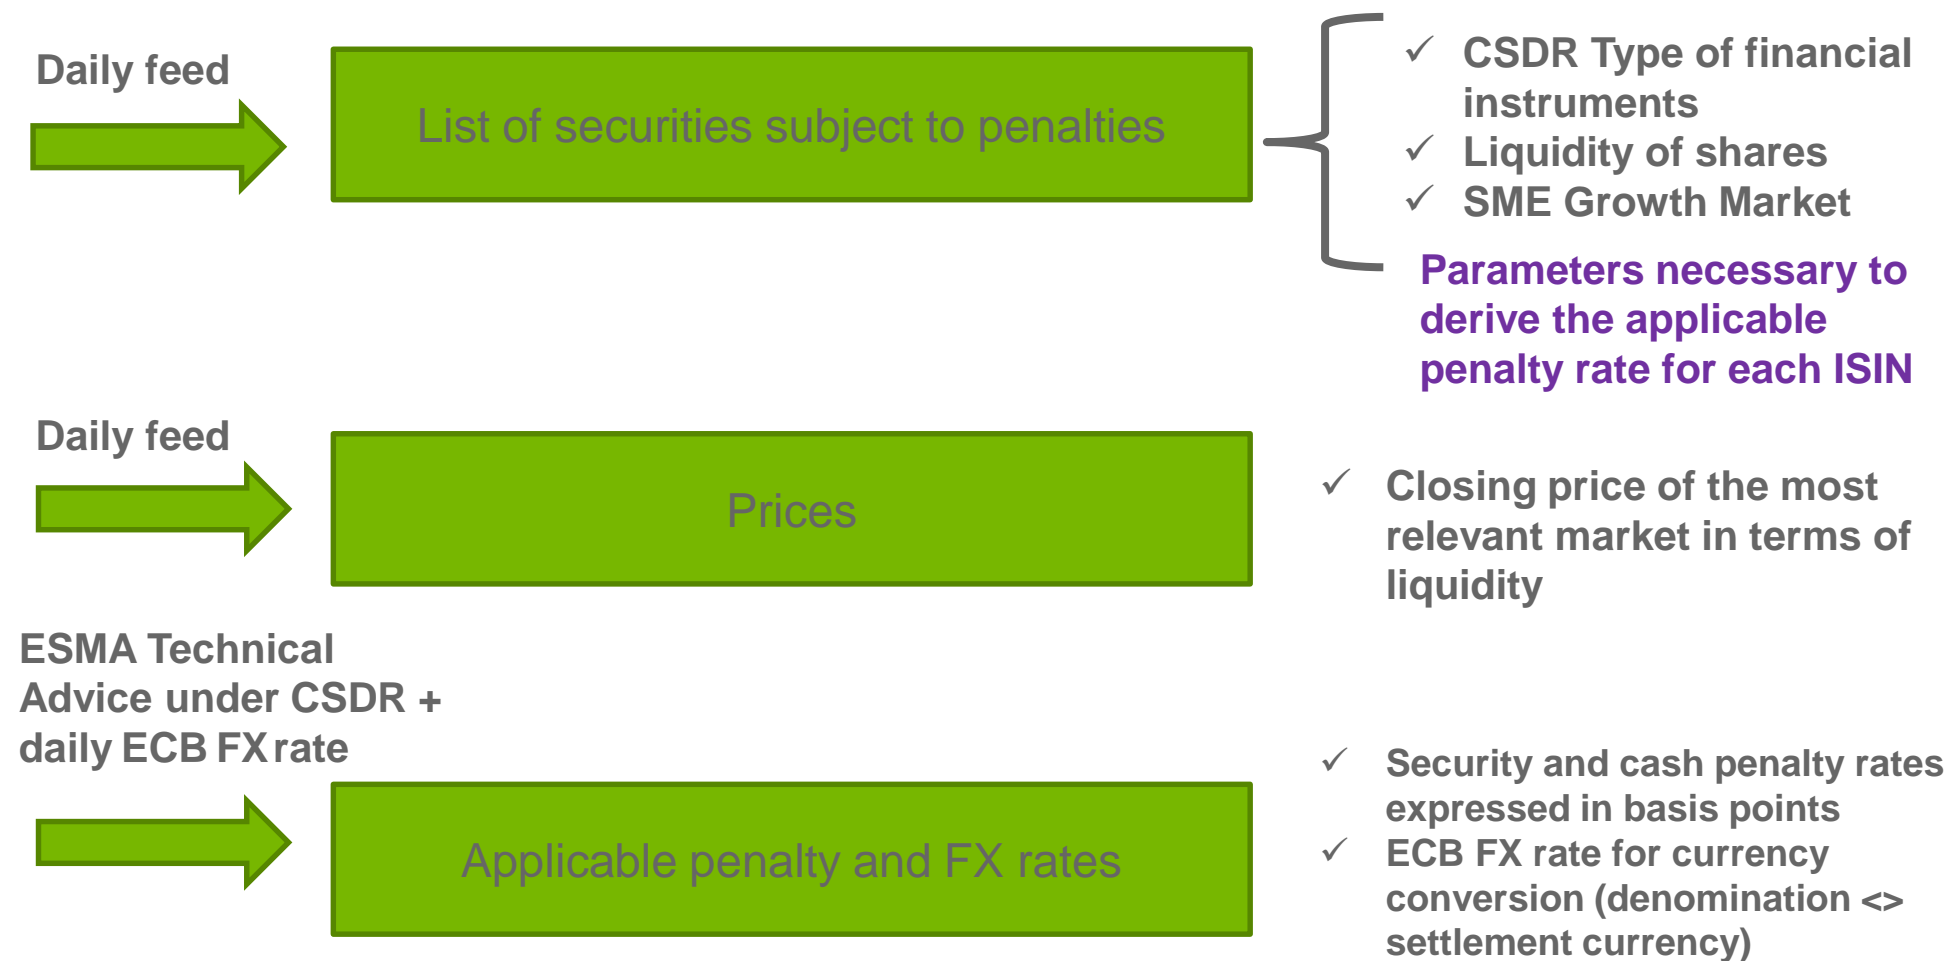 Daily feed
List of securities subject to penalties
✓ CSDR Type of financial
instruments
✓ Liquidity of shares
✓ SME Growth Market
Parameters necessary to
derive the applicable
penalty rate for each ISIN
Daily feed
Prices
✓ Closing price of the most
relevant market in terms of
liquidity
ESMA Technical
Advice under CSDR +
daily ECB FX rate
Applicable penalty and FX rates
✓ Security and cash penalty rates
expressed in basis points
✓ ECB FX rate for currency
conversion (denomination <>
settlement currency)